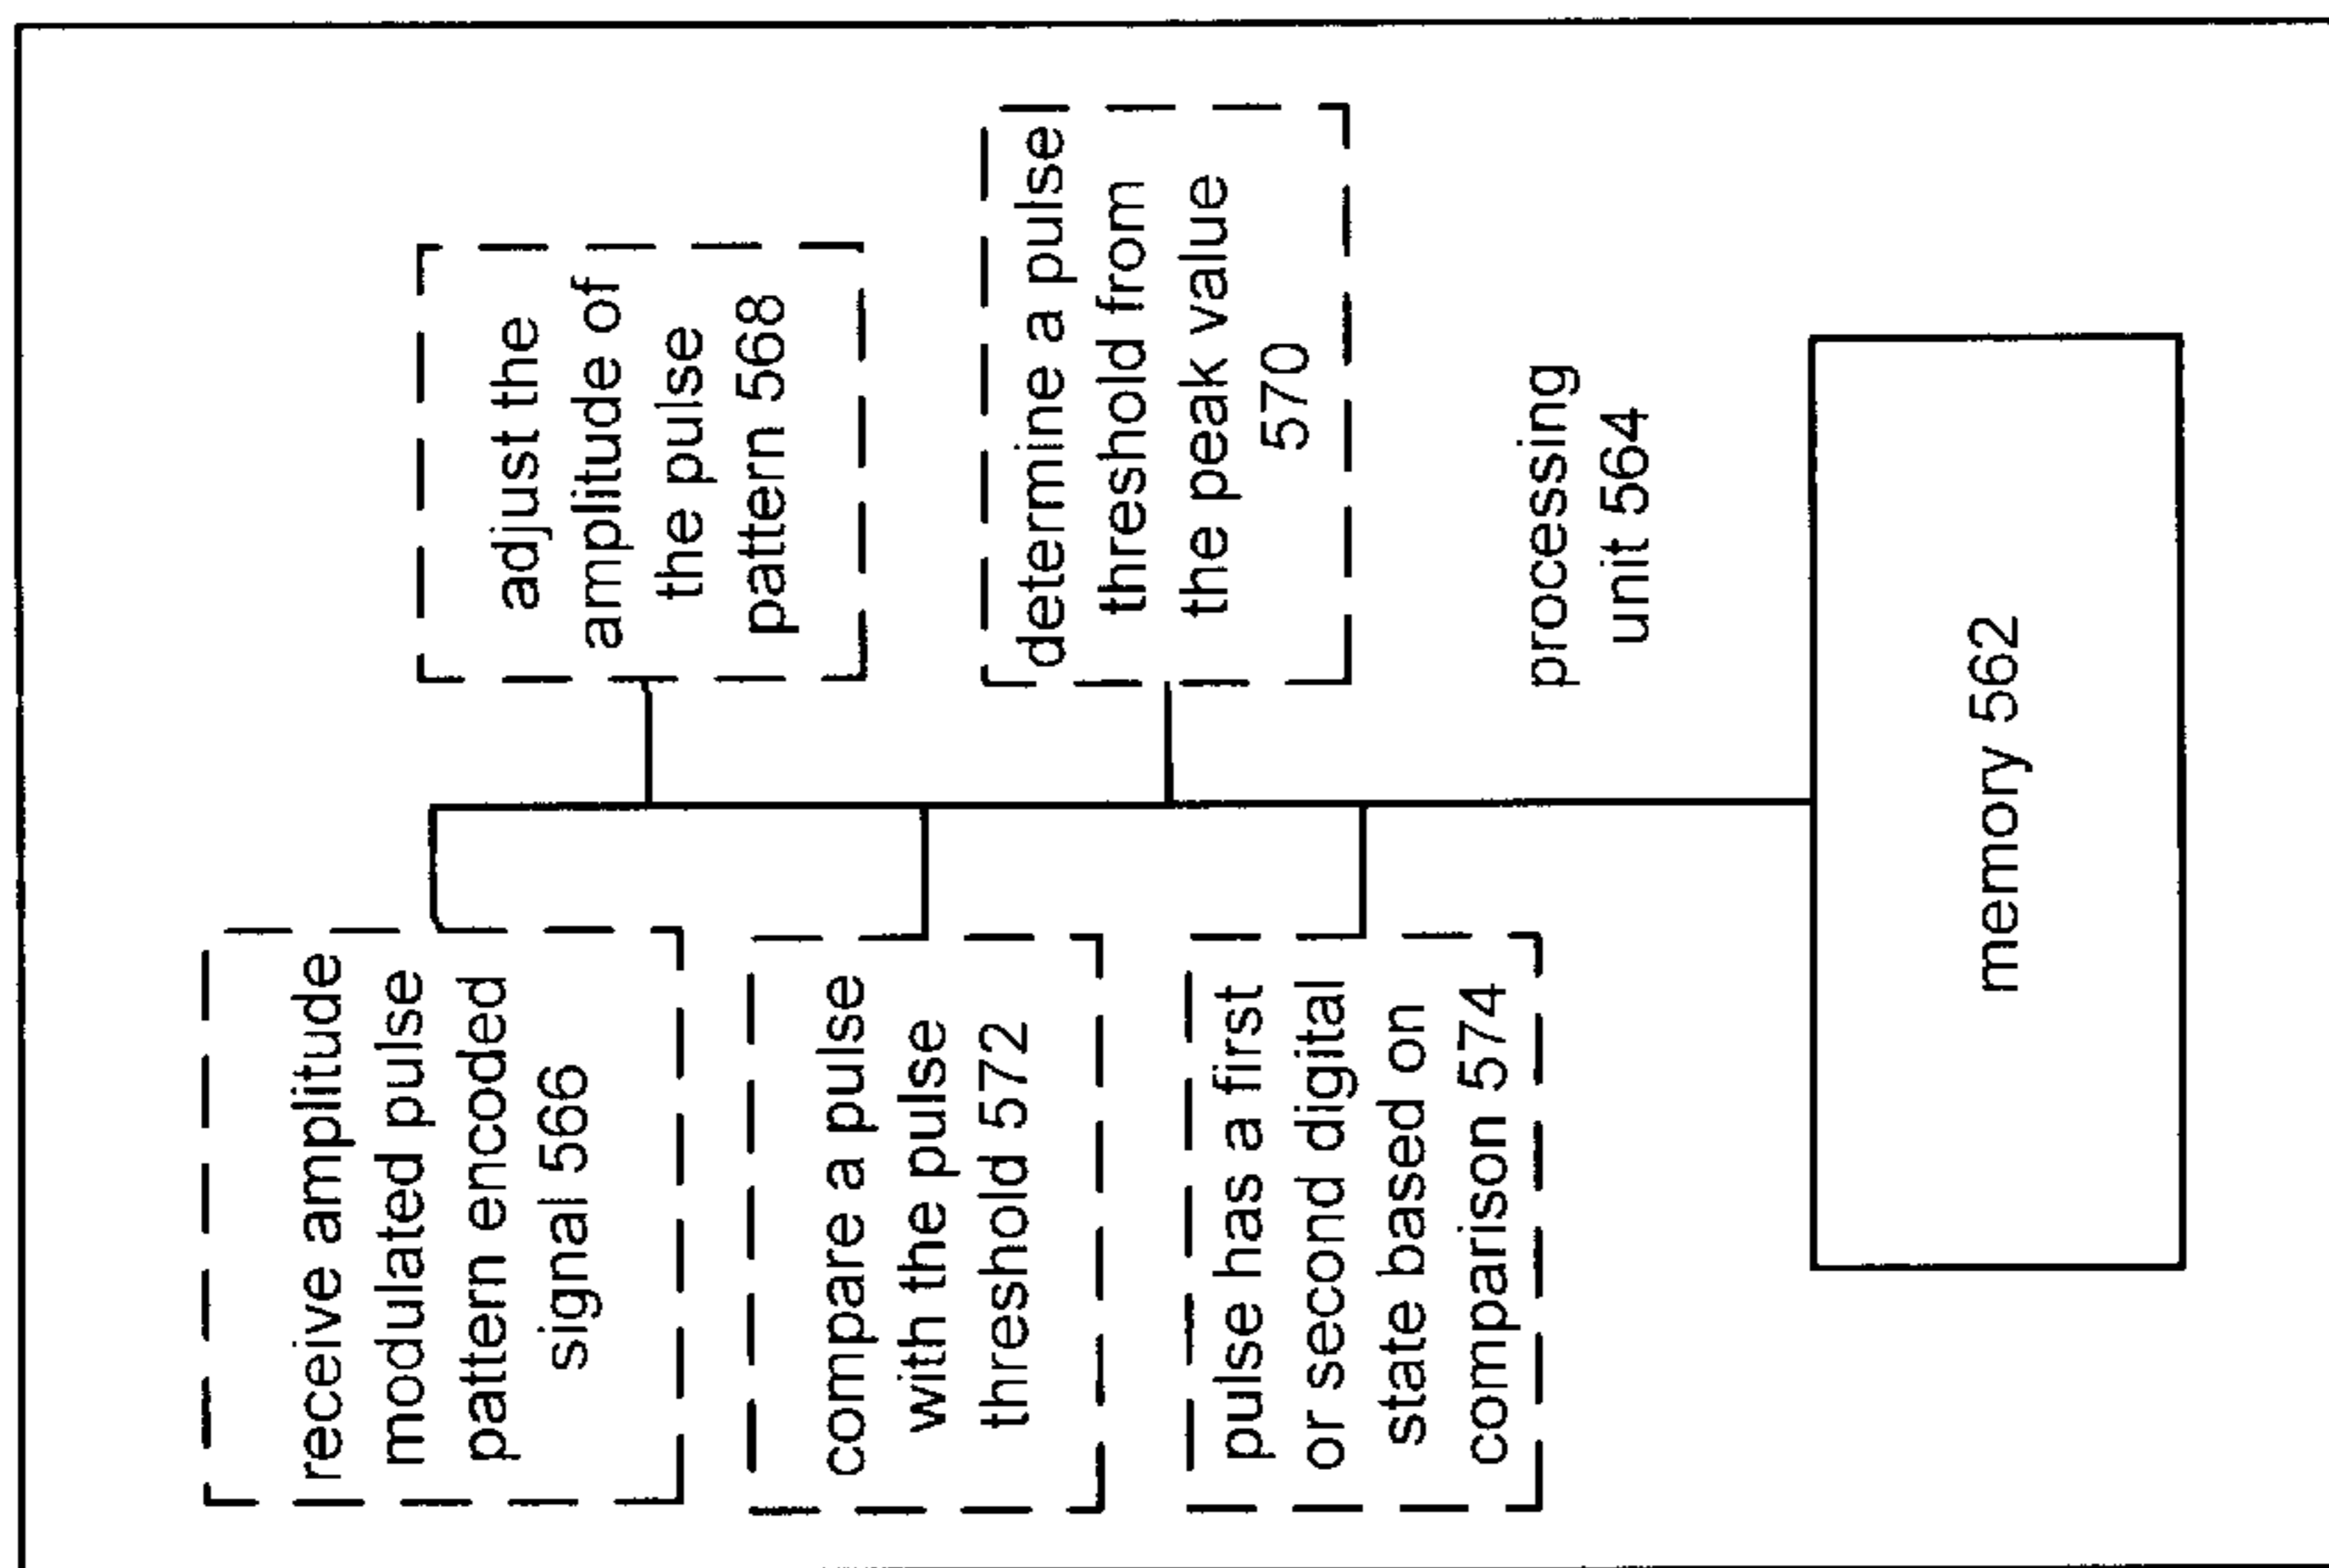 receive amplitude
modulated pulse
pattern encoded
signal 566
adjust the
amplitude of
the pulse
pattern 568
compare a pulse
with the pulse
threshold 572
determine a pulse
threshold from
the peak value
570
pulse has a first
or second digital
state based on
comparison 574
processing
unit 564
memory 562